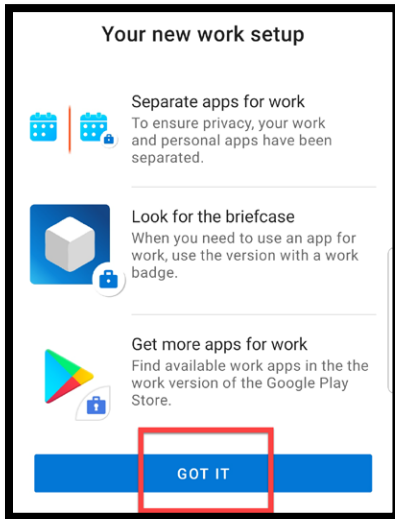 Your new work setup
Separate apps for work
To ensure privacy, your work
and personal apps have been
separated.
Look for the briefcase
When you need to use an app for
work, use the version with a work
badge.
Get more apps for work
Find available work apps in the the
work version of the Google Play
Store.
GOT IT